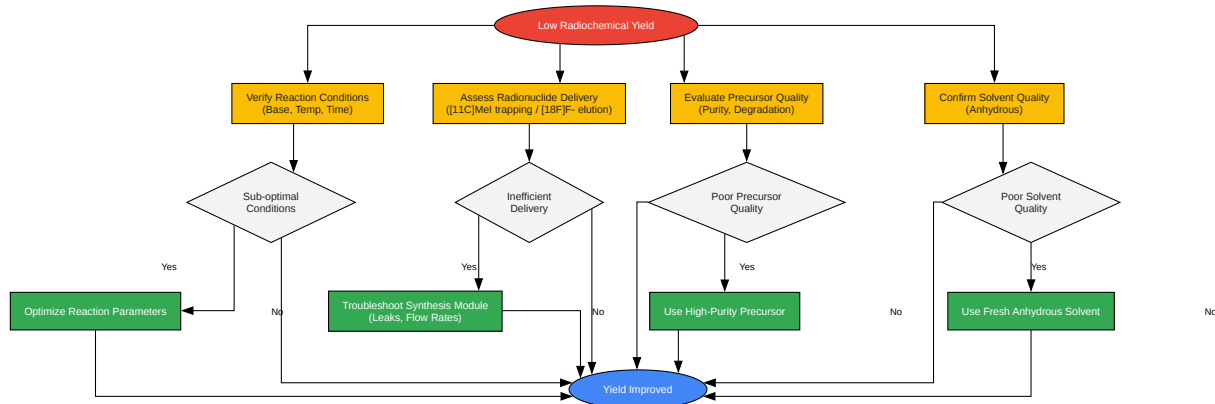 Low Radiochemical Yield
Verify Reaction Conditions
(Base, Temp, Time)
Assess Radionuclide Delivery
([11C]MeI trapping / [18F]F- elution)
Evaluate Precursor Quality
(Purity, Degradation)
Confirm Solvent Quality
(Anhydrous)
Sub-optimal
Conditions
Inefficient
Delivery
Poor Precursor
Quality
Poor Solvent
Quality
Yes
Yes
Yes
Yes
Optimize Reaction Parameters
No
Troubleshoot Synthesis Module
(Leaks, Flow Rates)
No
Use High-Purity Precursor
No
Use Fresh Anhydrous Solvent
No
Yield Improved